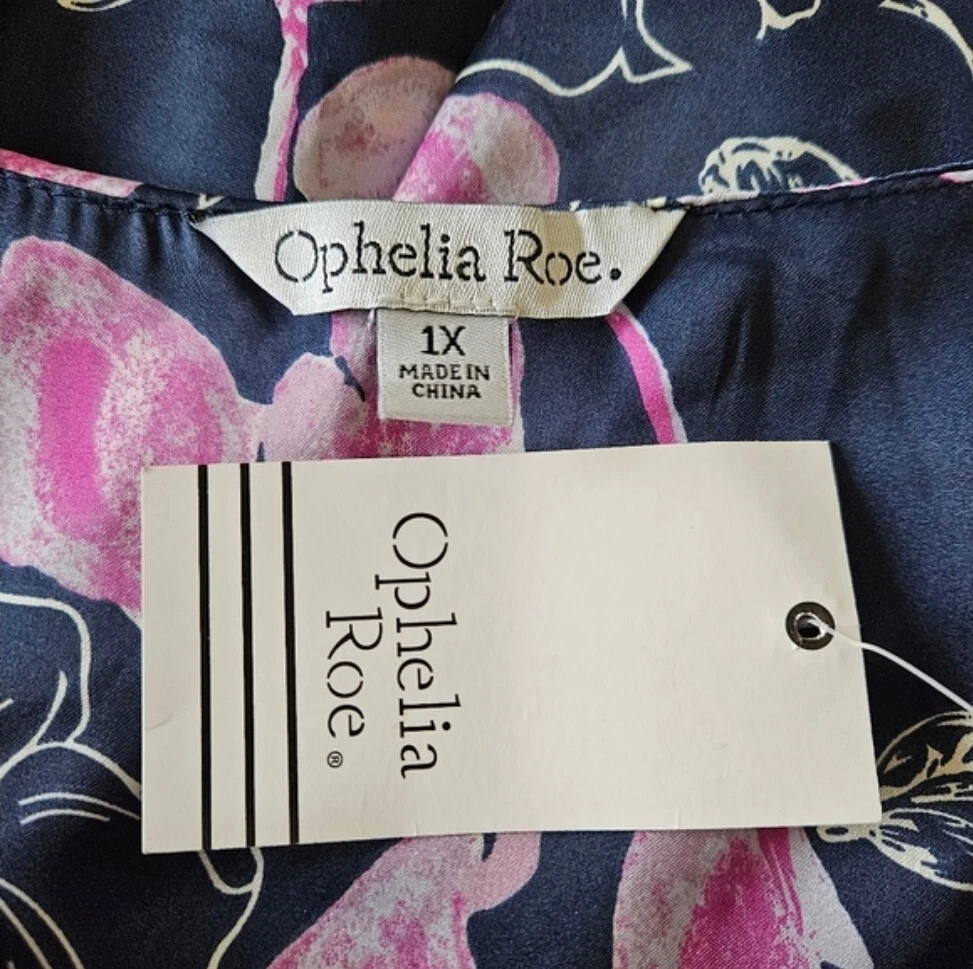 Ophelia Roe.
1X
MADE IN
CHINA
Ophelia
Roe®